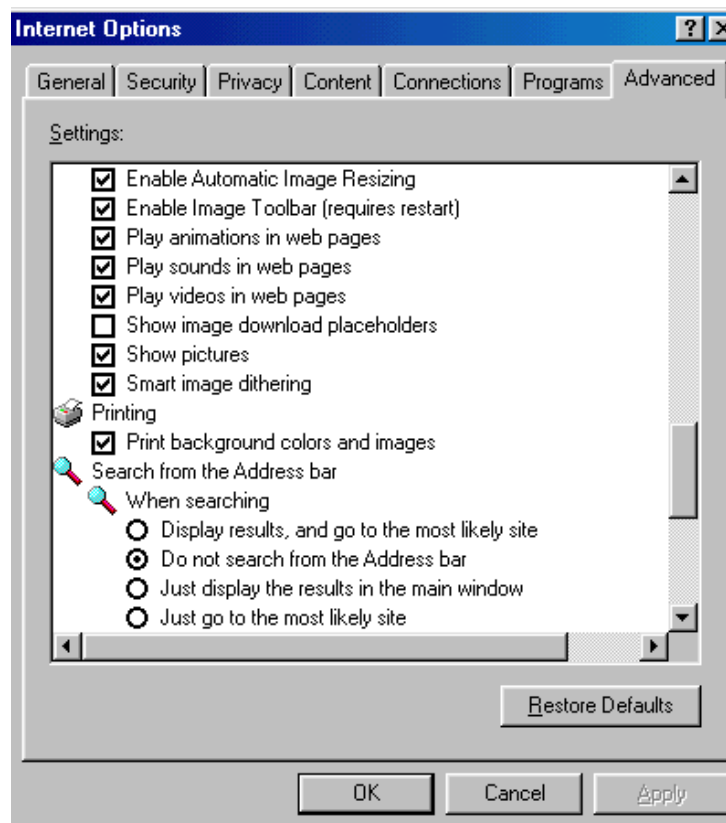 Internet Options
General Security Privacy Content Connections Programs Advanced
Settings:
Enable Automatic Image Resizing
Enable Image Toolbar (requires restart)
Play animations in web pages
Play sounds in web pages
Play videos in web pages
Show image download placeholders
Show pictures
Smart image dithering
Printing
Print background colors and images
Search from the Address bar
When searching
Display results, and go to the most likely site
Do not search from the Address bar
Just display the results in the main window
Just go to the most likely site
Restore Defaults
OK Cancel Apply